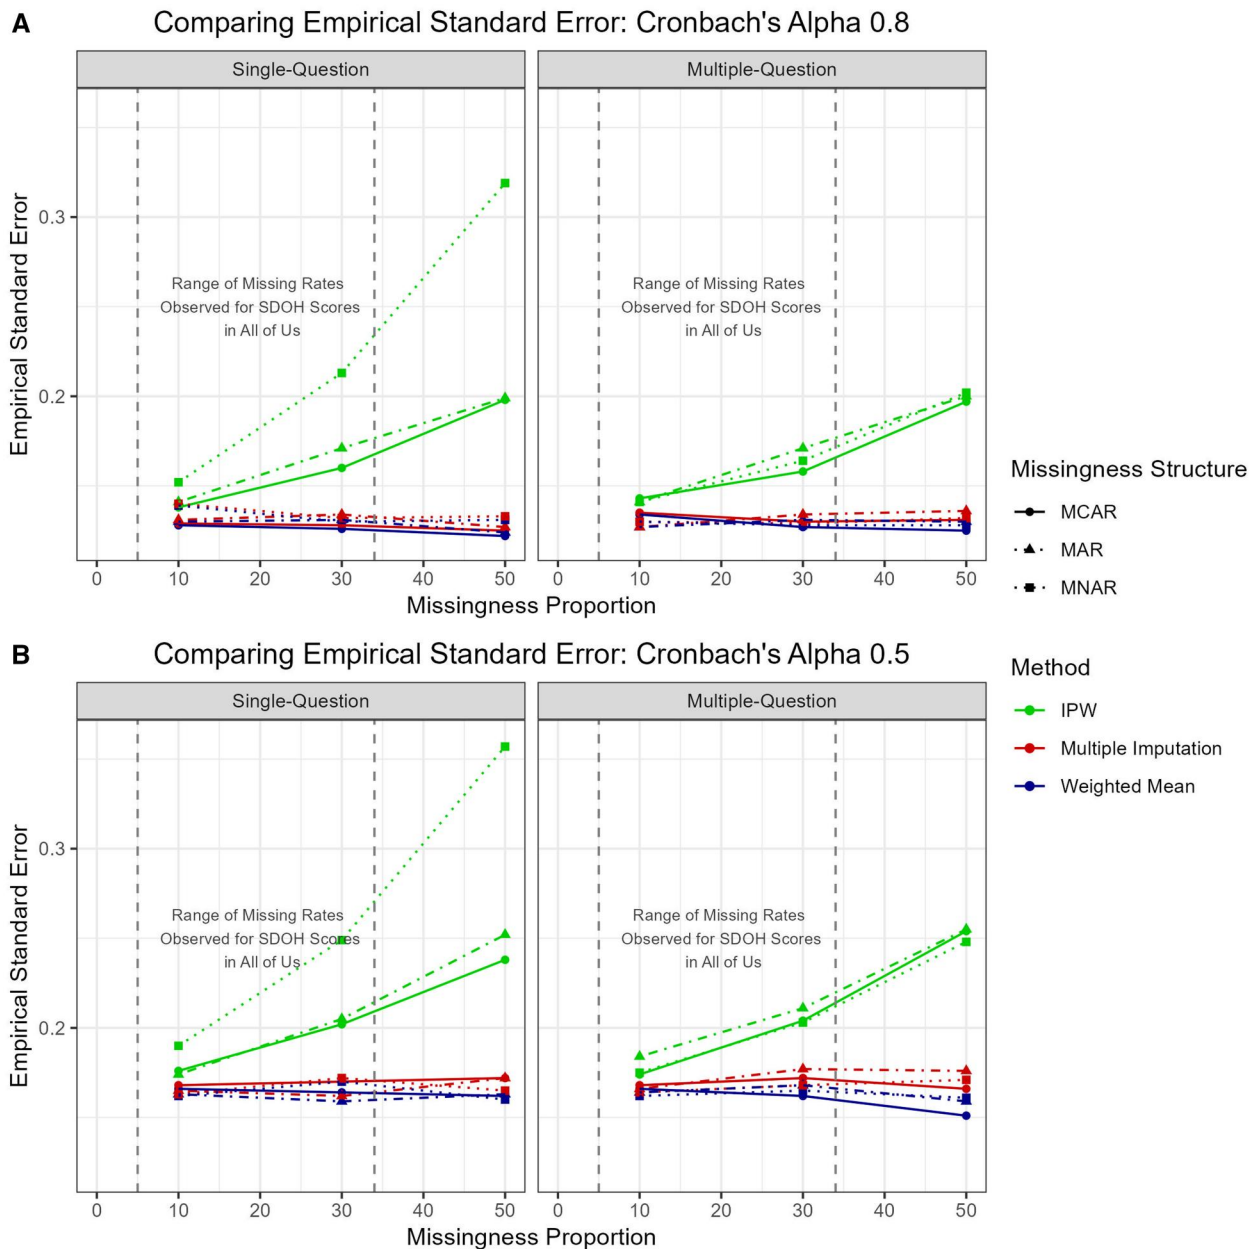 A
Comparing Empirical Standard Error: Cronbach's Alpha 0.8
Single-Question
Multiple-Question
Empirical Standard Error
0.3
0.2
Range of Missing Rates
Observed for SDOH Scores
in All of Us
Range of Missing Rates
Observed for SDOH Scores
in All of Us
0 10 20 30 40 50
0 10 20 30 40 50
Missingness Proportion
B
Comparing Empirical Standard Error: Cronbach's Alpha 0.5
Single-Question
Multiple-Question
Empirical Standard Error
0.3
0.2
Range of Missing Rates
Observed for SDOH Scores
in All of Us
Range of Missing Rates
Observed for SDOH Scores
in All of Us
0 10 20 30 40 50
0 10 20 30 40 50
Missingness Proportion
Missingness Structure
MCAR
MAR
MNAR
Method
IPW
Multiple Imputation
Weighted Mean